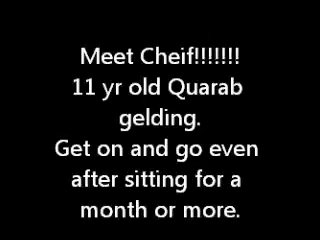 Meet Cheif!!!!!!!
11 yr old Quarab
gelding.
Get on and go even
after sitting for a
month or more.